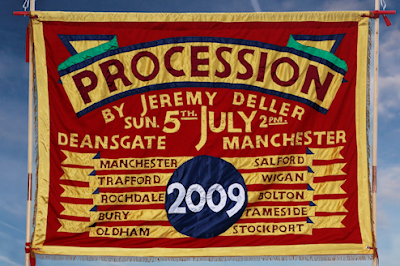 PROCESSION
BY JEREMY DELLER
SUN. 5TH. JULY 2PM.
DEANSGATE MANCHESTER
MANCHESTER SALFORD
TRAFFORD WIGAN
ROCHDALE 2009 BOLTON
BURY TAMESIDE
OLDHAM STOCKPORT